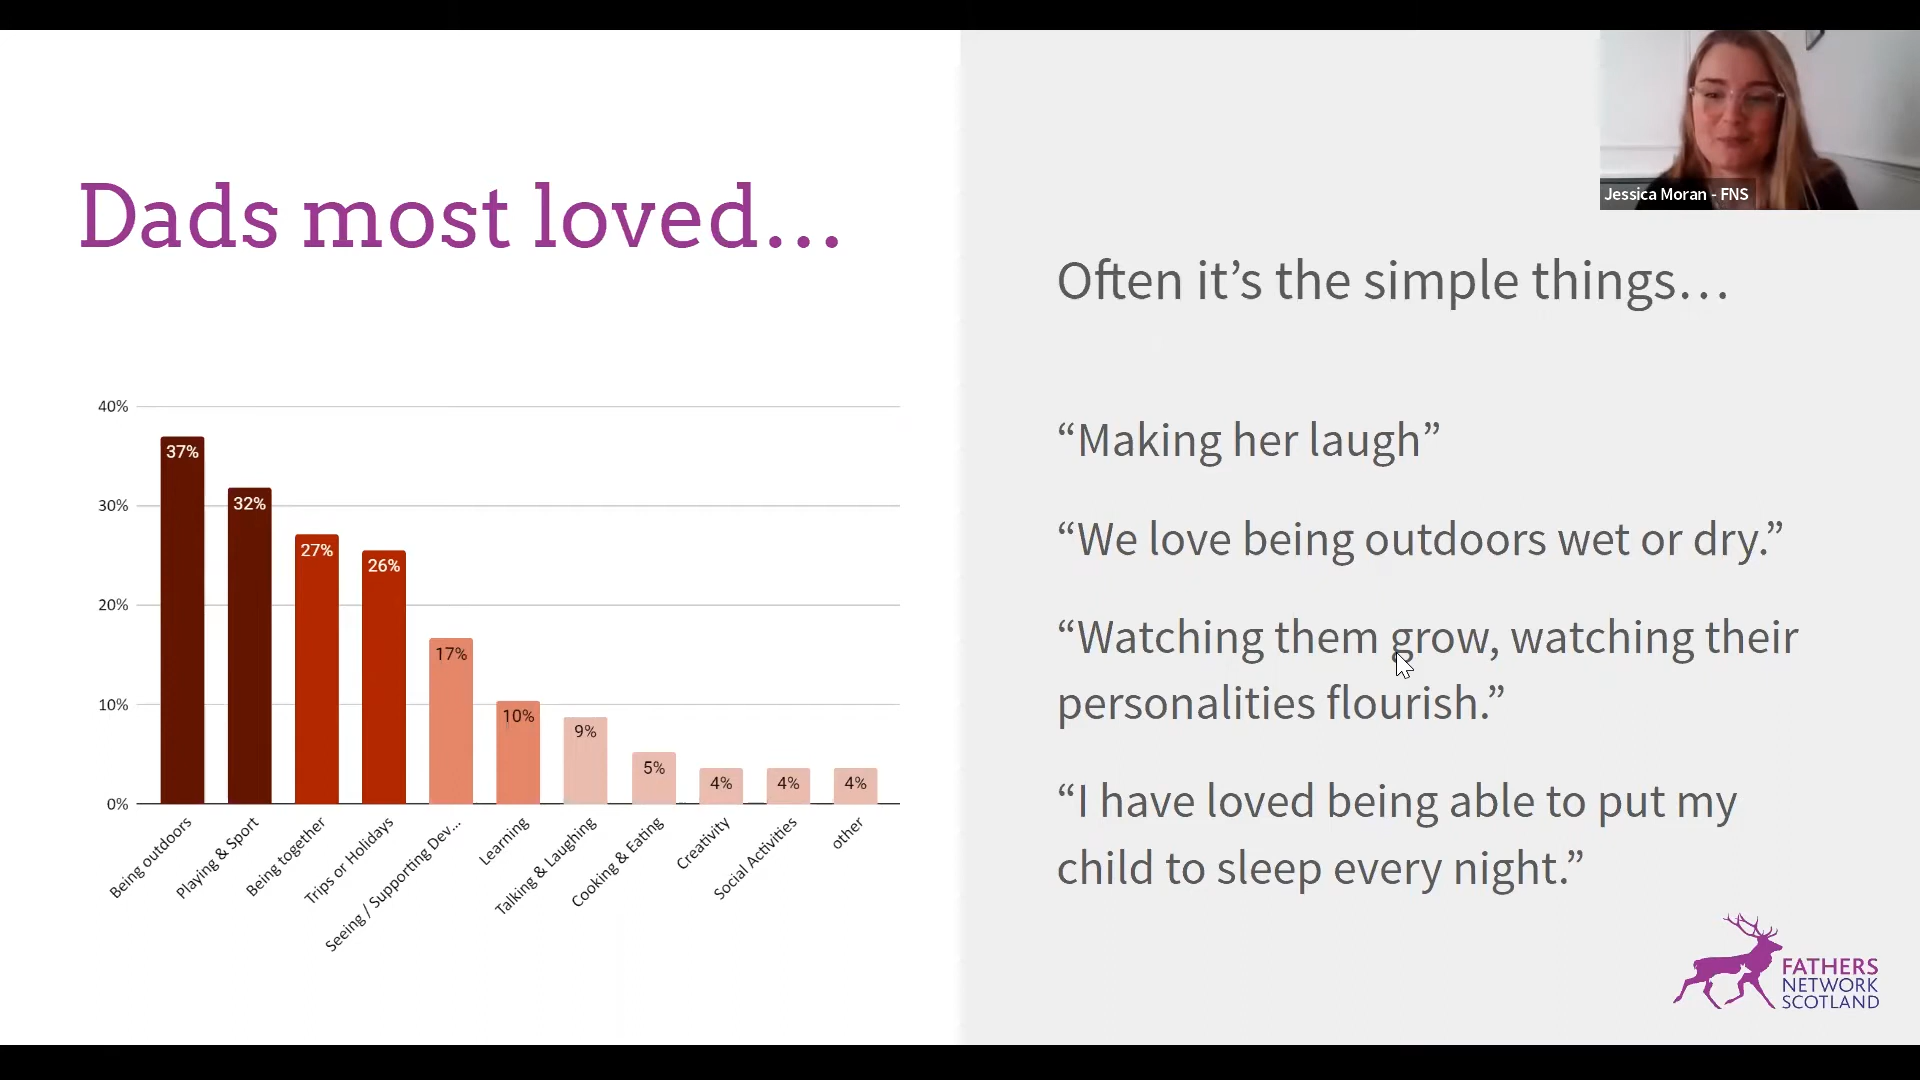 Jessica Moran - FNS
Dads most loved…
40%
30%
20%
10%
0%
37%
32%
27%
26%
17%
10%
9%
5%
4%
4%
4%
Being outdoors
Playing & Sport
Being together
Trips or Holidays
Seeing / Supporting Dev...
Learning
Talking & Laughing
Cooking & Eating
Creativity
Social Activities
other
Often it’s the simple things…
“Making her laugh”
“We love being outdoors wet or dry.”
“Watching them grow, watching their
personalities flourish.”
“I have loved being able to put my
child to sleep every night.”
FATHERS
NETWORK
SCOTLAND